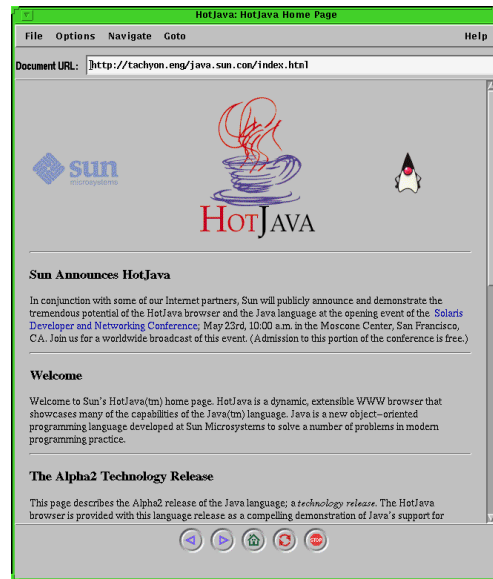 HotJava: HotJava Home Page
File Options Navigate Goto Help
Document URL: http://tachyon.eng/java.sun.com/index.html
sun
microsystems
HOTJAVA
Sun Announces HotJava
In conjunction with some of our Internet partners, Sun will publicly announce and demonstrate the
tremendous potential of the HotJava browser and the Java language at the opening event of the Solaris
Developer and Networking Conference; May 23rd, 10:00 a.m. in the Moscone Center, San Francisco,
CA. Join us for a worldwide broadcast of this event. (Admission to this portion of the conference is free.)
Welcome
Welcome to Sun's HotJava(tm) home page. HotJava is a dynamic, extensible WWW browser that
showcases many of the capabilities of the Java(tm) language. Java is a new object-oriented
programming language developed at Sun Microsystems to solve a number of problems in modern
programming practice.
The Alpha2 Technology Release
This page describes the Alpha2 release of the Java language; a technology release. The HotJava
browser is provided with this language release as a compelling demonstration of Java's support for
STOP